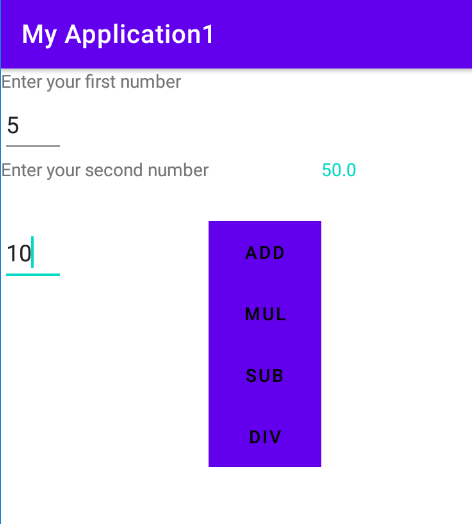 My Application1
Enter your first number
5
Enter your second number
50.0
10
ADD
MUL
SUB
DIV